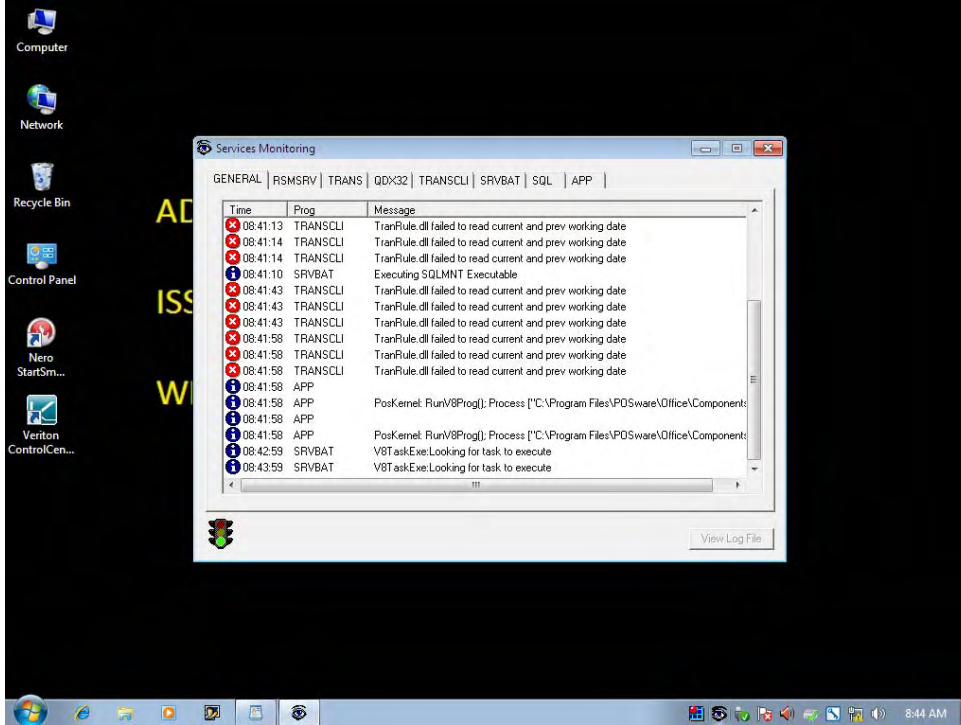 Computer
Network
Recycle Bin
Control Panel
Nero
StartSm...
Veriton
ControlCen...
AD
ISS
W
Services Monitoring
GENERAL RSMSRV TRANS QDX32 TRANSCLI SRVBAT SQL APP
Time Prog Message
08:41:13 TRANSCLI TranRule.dll failed to read current and prev working date
08:41:14 TRANSCLI TranRule.dll failed to read current and prev working date
08:41:14 TRANSCLI TranRule.dll failed to read current and prev working date
08:41:10 SRVBAT Executing SQLMNT Executable
08:41:43 TRANSCLI TranRule.dll failed to read current and prev working date
08:41:43 TRANSCLI TranRule.dll failed to read current and prev working date
08:41:43 TRANSCLI TranRule.dll failed to read current and prev working date
08:41:58 TRANSCLI TranRule.dll failed to read current and prev working date
08:41:58 TRANSCLI TranRule.dll failed to read current and prev working date
08:41:58 TRANSCLI TranRule.dll failed to read current and prev working date
08:41:58 APP
08:41:58 APP PosKernel: RunV8Prog(); Process ["C:\Program Files\POSware\Office\Components
08:41:58 APP
08:41:58 APP PosKernel: RunV8Prog(); Process ["C:\Program Files\POSware\Office\Components
08:42:59 SRVBAT V8TaskExe:Looking for task to execute
08:43:59 SRVBAT V8TaskExe:Looking for task to execute
View Log File
8:44 AM